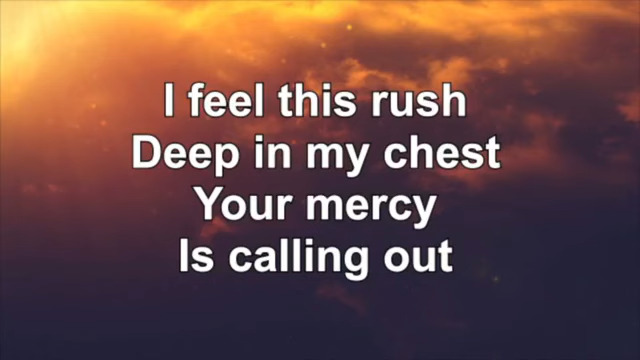 I feel this rush
Deep in my chest
Your mercy
Is calling out